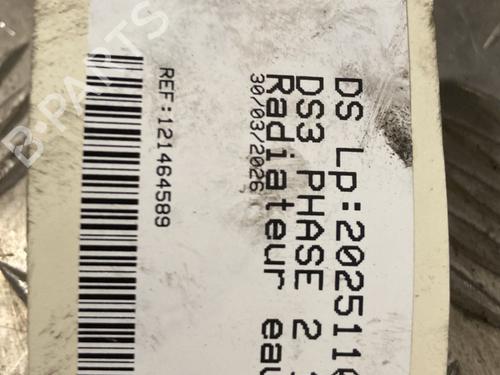 DS Lp:2025110
DS3 PHASE 2
Radiateur eau
30/03/2026
REF:121464589
B-PARTS